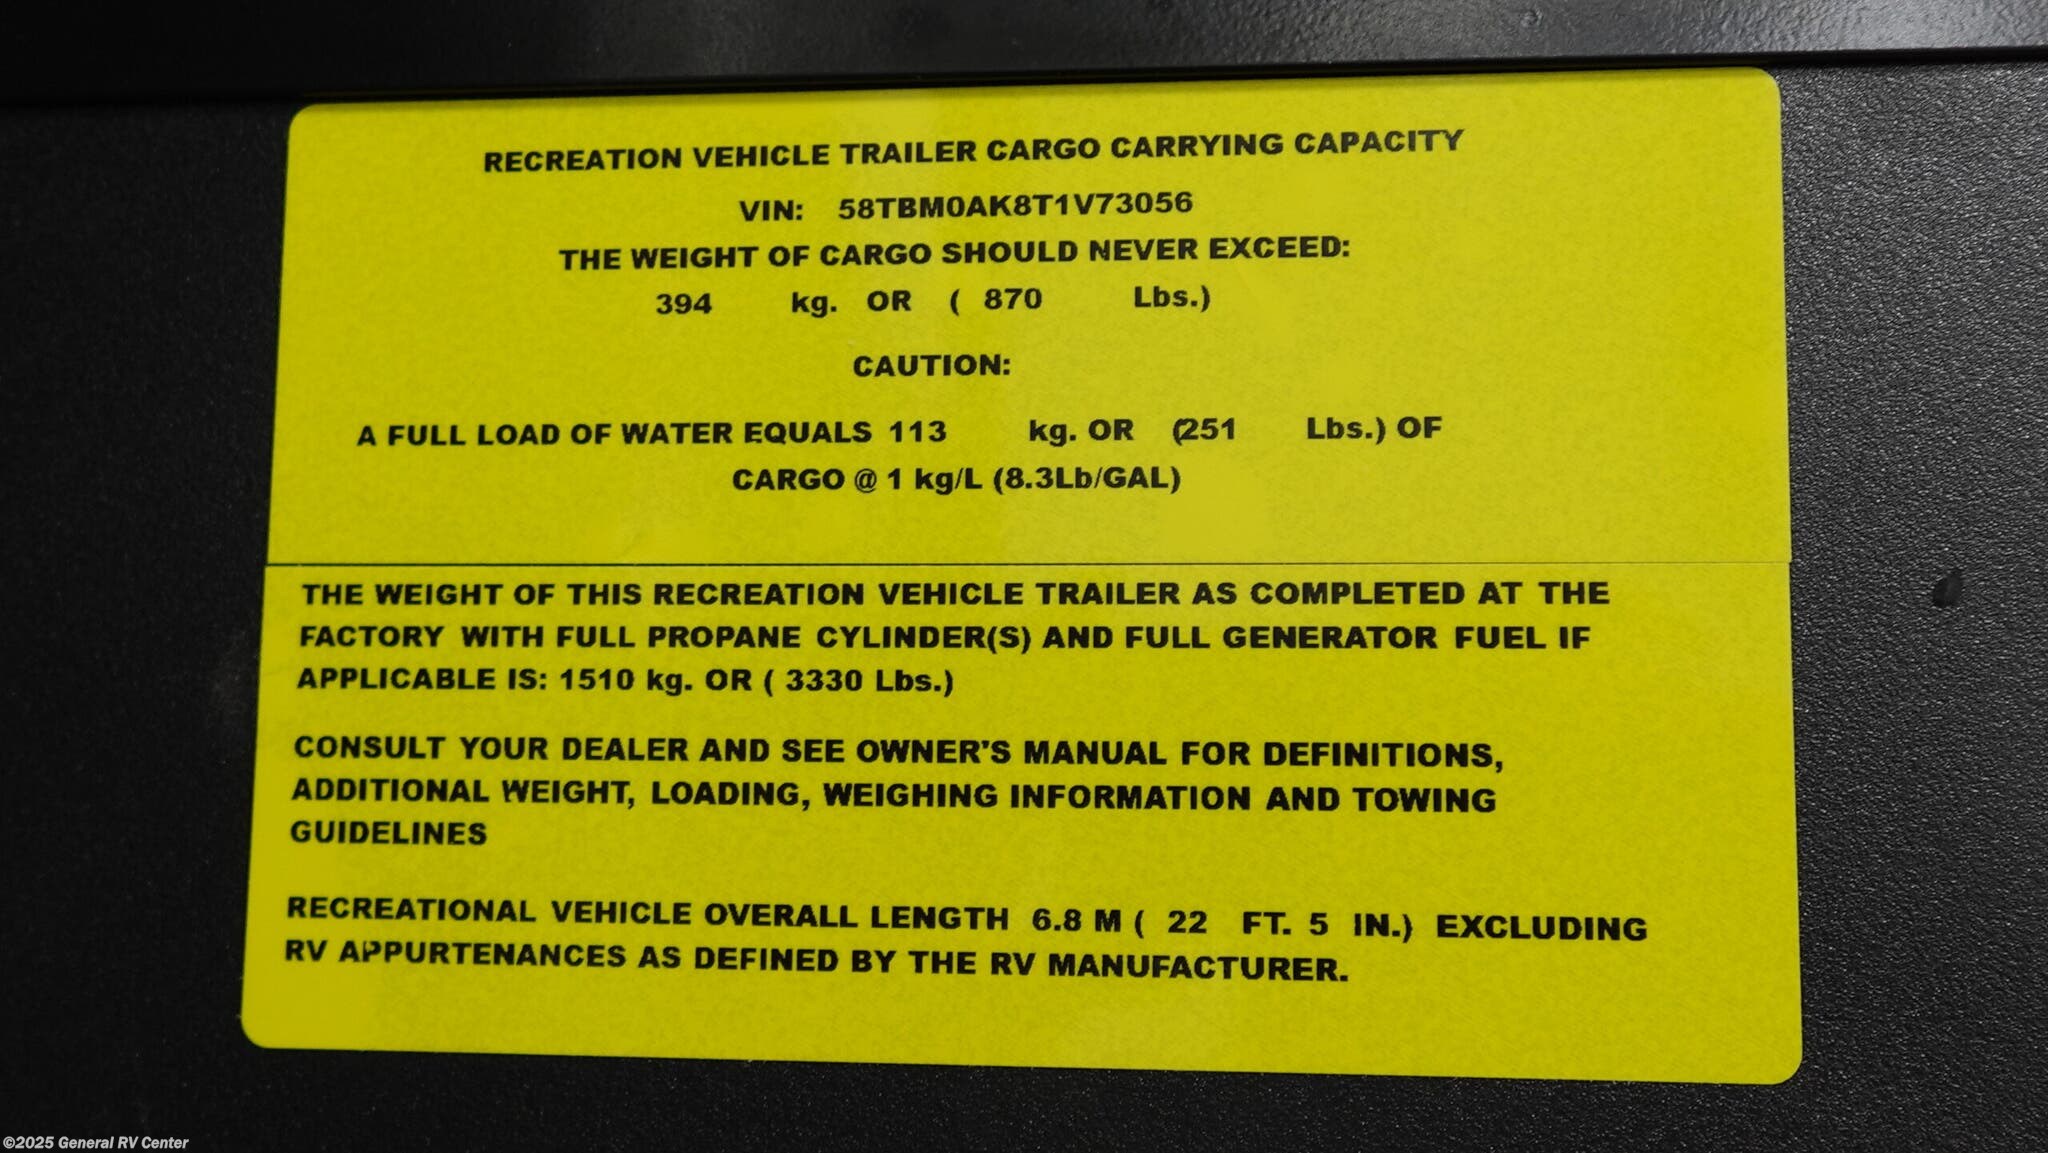 RECREATION VEHICLE TRAILER CARGO CARRYING CAPACITY
VIN: 58TBM0AK8T1V73056
THE WEIGHT OF CARGO SHOULD NEVER EXCEED:
394 kg. OR ( 870 Lbs.)
CAUTION:
A FULL LOAD OF WATER EQUALS 113 kg. OR (251 Lbs.) OF
CARGO @ 1 kg/L (8.3Lb/GAL)
THE WEIGHT OF THIS RECREATION VEHICLE TRAILER AS COMPLETED AT THE
FACTORY WITH FULL PROPANE CYLINDER(S) AND FULL GENERATOR FUEL IF
APPLICABLE IS: 1510 kg. OR ( 3330 Lbs.)
CONSULT YOUR DEALER AND SEE OWNER'S MANUAL FOR DEFINITIONS,
ADDITIONAL WEIGHT, LOADING, WEIGHING INFORMATION AND TOWING
GUIDELINES
RECREATIONAL VEHICLE OVERALL LENGTH 6.8 M ( 22 FT. 5 IN.) EXCLUDING
RV APPURTENANCES AS DEFINED BY THE RV MANUFACTURER.
©2025 General RV Center